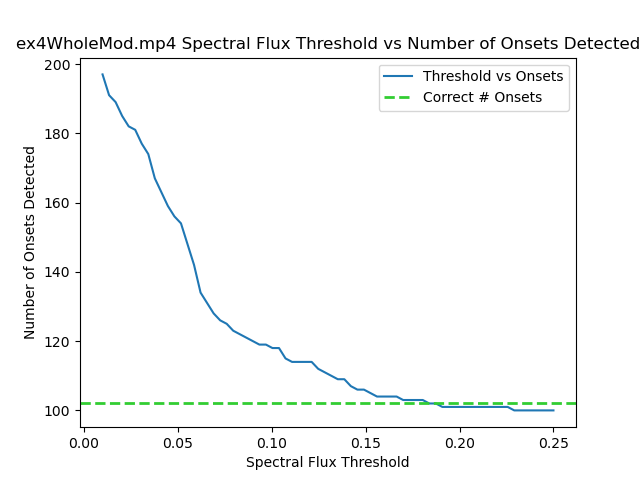 ex4WholeMod.mp4 Spectral Flux Threshold vs Number of Onsets Detected
Threshold vs Onsets
Correct # Onsets
Number of Onsets Detected
200
180
160
140
120
100
0.00 0.05 0.10 0.15 0.20 0.25
Spectral Flux Threshold